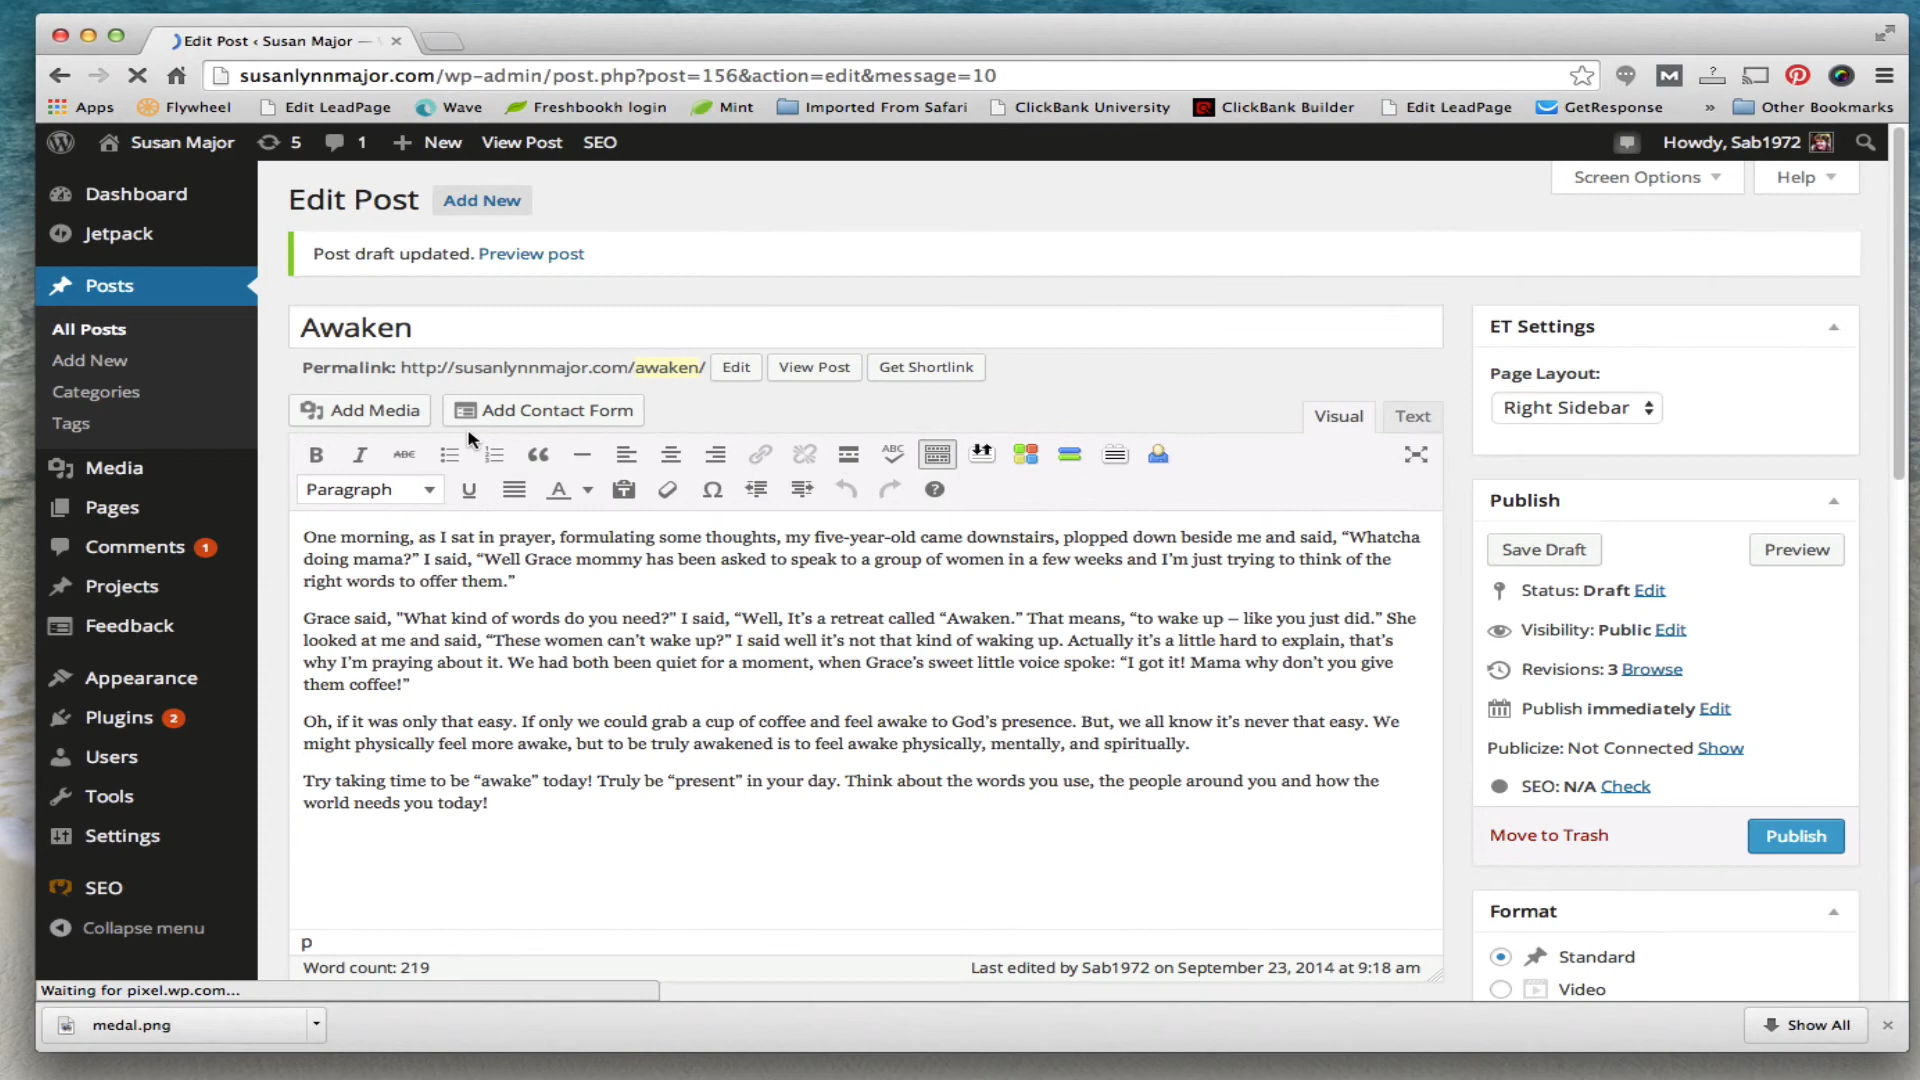 Edit Post ‹ Susan Major —
susanlynnmajor.com/wp-admin/post.php?post=156&action=edit&message=10
Apps Flywheel Edit LeadPage Wave Freshbookh login Mint Imported From Safari ClickBank University ClickBank Builder Edit LeadPage GetResponse » Other Bookmarks
Susan Major 5 1 + New View Post SEO Howdy, Sab1972
Dashboard
Jetpack
Posts
All Posts
Add New
Categories
Tags
Media
Pages
Comments 1
Projects
Feedback
Appearance
Plugins 2
Users
Tools
Settings
SEO
Collapse menu
Screen Options Help
Edit Post Add New
Post draft updated. Preview post
Awaken
Permalink: http://susanlynnmajor.com/awaken/ Edit View Post Get Shortlink
Add Media Add Contact Form
Visual Text
B I ABC ABC
Paragraph U A Ω ?
One morning, as I sat in prayer, formulating some thoughts, my five-year-old came downstairs, plopped down beside me and said, “Whatcha
doing mama?” I said, “Well Grace mommy has been asked to speak to a group of women in a few weeks and I’m just trying to think of the
right words to offer them.”
Grace said, "What kind of words do you need?" I said, “Well, It’s a retreat called “Awaken.” That means, “to wake up – like you just did.” She
looked at me and said, “These women can’t wake up?” I said well it’s not that kind of waking up. Actually it’s a little hard to explain, that’s
why I’m praying about it. We had both been quiet for a moment, when Grace’s sweet little voice spoke: “I got it! Mama why don’t you give
them coffee!”
Oh, if it was only that easy. If only we could grab a cup of coffee and feel awake to God’s presence. But, we all know it’s never that easy. We
might physically feel more awake, but to be truly awakened is to feel awake physically, mentally, and spiritually.
Try taking time to be “awake” today! Truly be “present” in your day. Think about the words you use, the people around you and how the
world needs you today!
p
Word count: 219
Last edited by Sab1972 on September 23, 2014 at 9:18 am
ET Settings
Page Layout:
Right Sidebar
Publish
Save Draft Preview
Status: Draft Edit
Visibility: Public Edit
Revisions: 3 Browse
Publish immediately Edit
Publicize: Not Connected Show
SEO: N/A Check
Move to Trash Publish
Format
Standard
Video
Waiting for pixel.wp.com...
medal.png
Show All